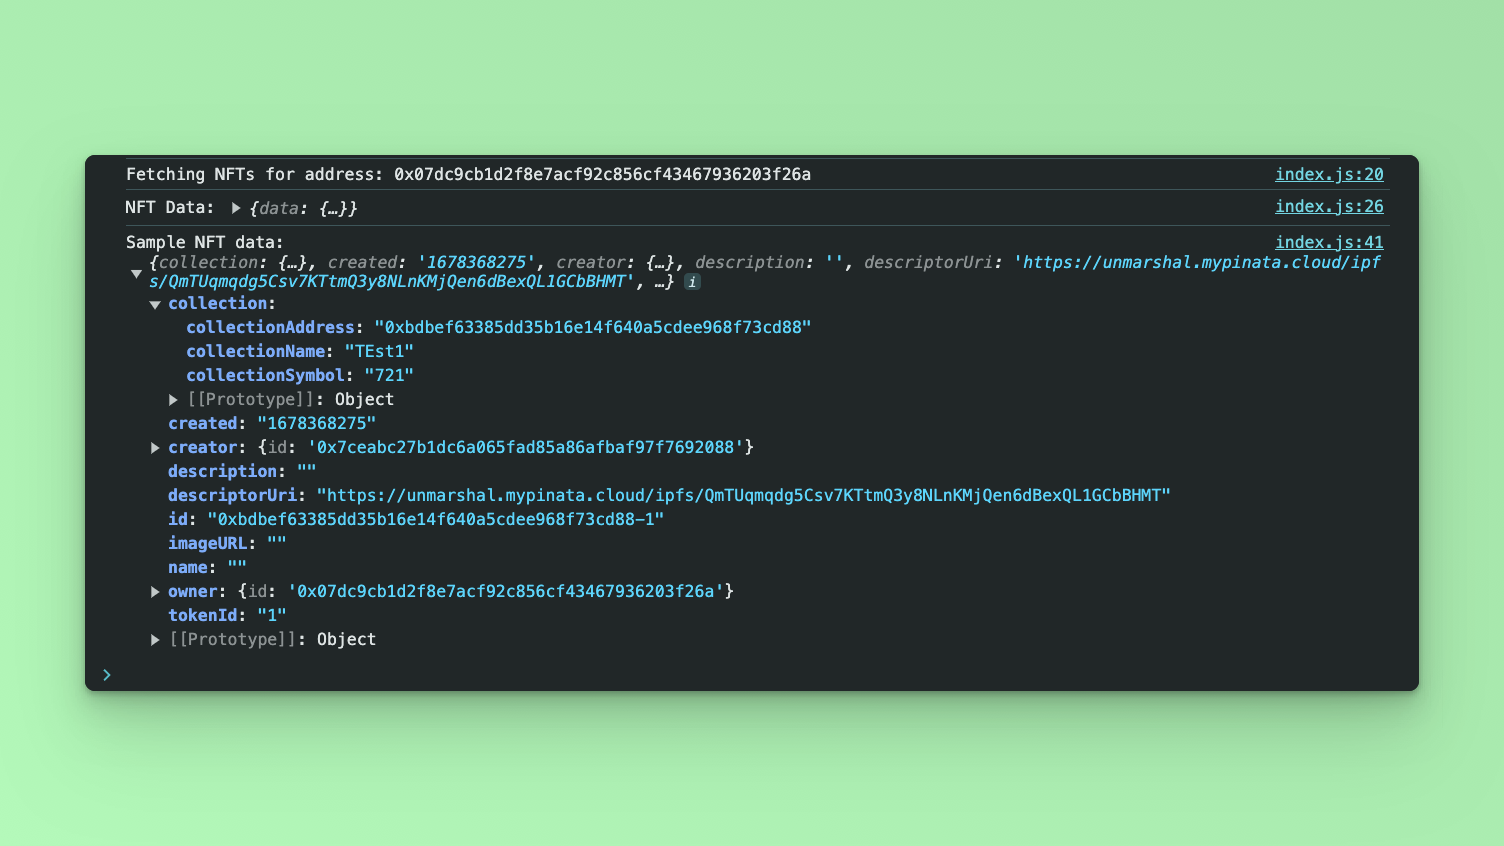 Fetching NFTs for address: 0x07dc9cb1d2f8e7acf92c856cf43467936203f26a index.js:20
NFT Data: ▶ {data: {…}} index.js:26
Sample NFT data: index.js:41
▼ {collection: {…}, created: '1678368275', creator: {…}, description: '', descriptorUri: 'https://unmarshal.mypinata.cloud/ipf
s/QmTUqmqdg5Csv7KTtmQ3y8NLnKMjQen6dBexQL1GCbBHMT', …} i
▼ collection:
collectionAddress: "0xbdbef63385dd35b16e14f640a5cdee968f73cd88"
collectionName: "TEst1"
collectionSymbol: "721"
▶ [[Prototype]]: Object
created: "1678368275"
▶ creator: {id: '0x7ceabc27b1dc6a065fad85a86afbaf97f7692088'}
description: ""
descriptorUri: "https://unmarshal.mypinata.cloud/ipfs/QmTUqmqdg5Csv7KTtmQ3y8NLnKMjQen6dBexQL1GCbBHMT"
id: "0xbdbef63385dd35b16e14f640a5cdee968f73cd88-1"
imageURL: ""
name: ""
▶ owner: {id: '0x07dc9cb1d2f8e7acf92c856cf43467936203f26a'}
tokenId: "1"
▶ [[Prototype]]: Object
>